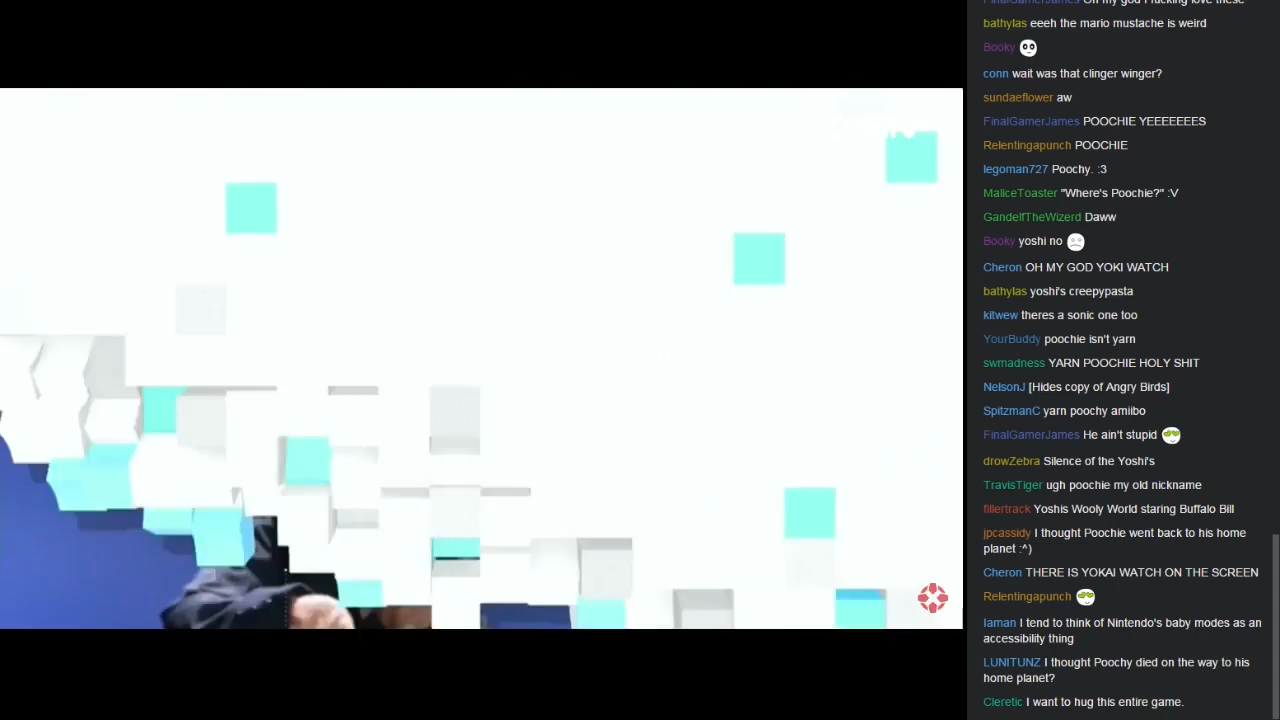 bathylas eeeh the mario mustache is weird
Booky
conn wait was that clinger winger?
sundaeflower aw
FinalGamerJames POOCHIE YEEEEEEES
Relentingapunch POOCHIE
legoman727 Poochy. :3
MaliceToaster "Where's Poochie?" :V
GandelfTheWizerd Daww
Booky yoshi no
Cheron OH MY GOD YOKI WATCH
bathylas yoshi's creepypasta
kitwew theres a sonic one too
YourBuddy poochie isn't yarn
swmadness YARN POOCHIE HOLY SHIT
NelsonJ [Hides copy of Angry Birds]
SpitzmanC yarn poochy amiibo
FinalGamerJames He ain't stupid
drowZebra Silence of the Yoshi's
TravisTiger ugh poochie my old nickname
fillertrack Yoshis Wooly World staring Buffalo Bill
jpcassidy I thought Poochie went back to his home
planet :^)
Cheron THERE IS YOKAI WATCH ON THE SCREEN
Relentingapunch
Iaman I tend to think of Nintendo's baby modes as an
accessibility thing
LUNITUNZ I thought Poochy died on the way to his
home planet?
Cleretic I want to hug this entire game.